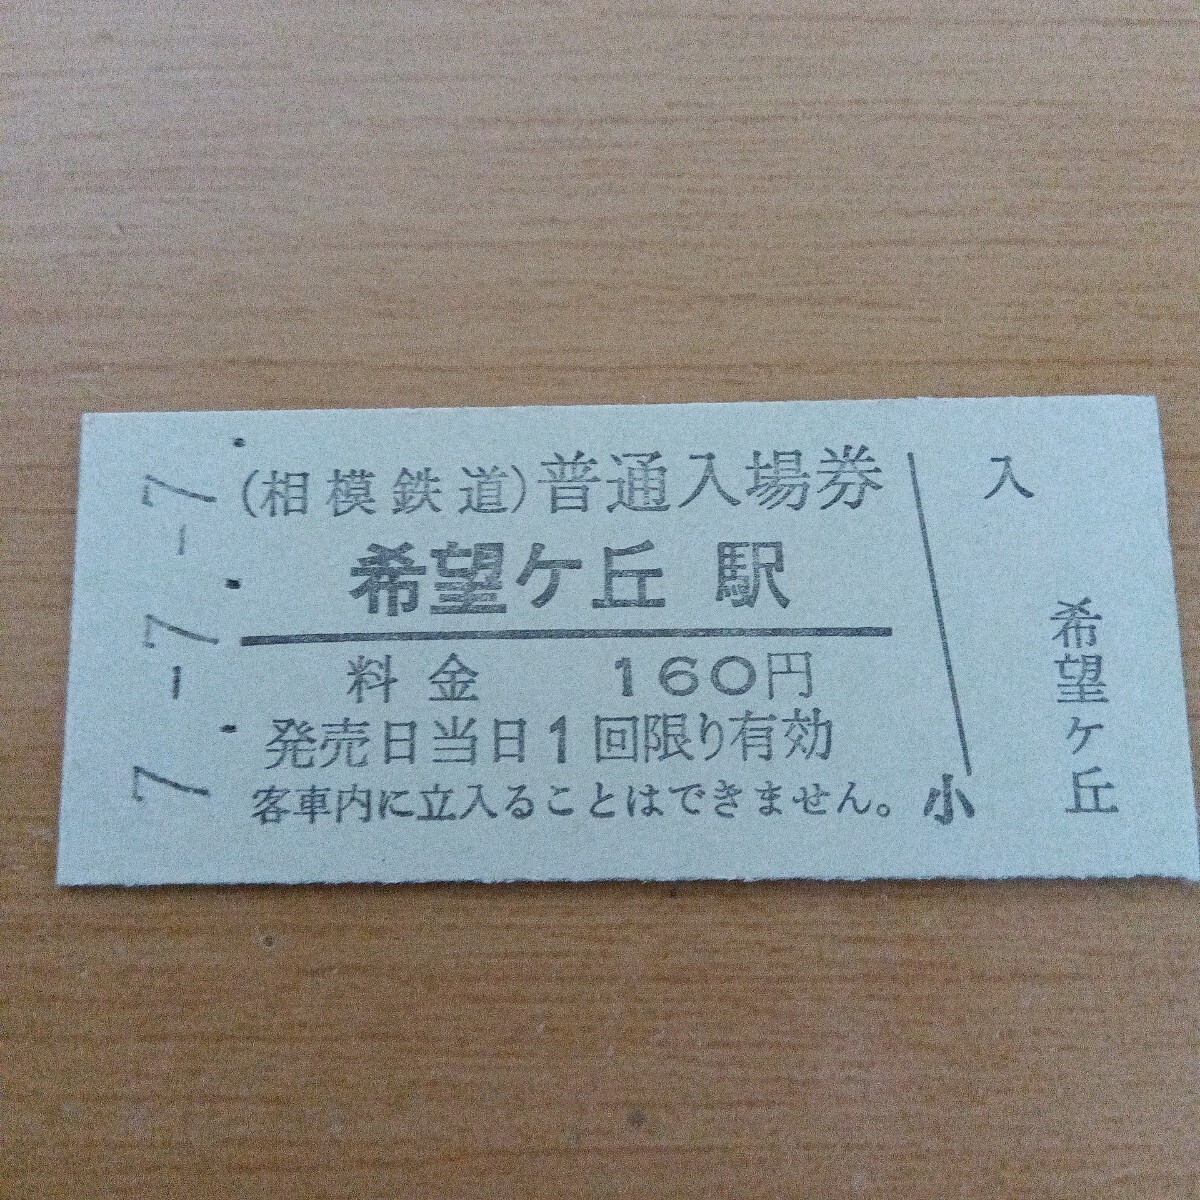 7.-7.-7.
(相模鉄道)普通入場券
希望ケ丘 駅
料金 160円
発売日当日1回限り有効
客車内に立入ることはできません。
小
入
希望ケ丘